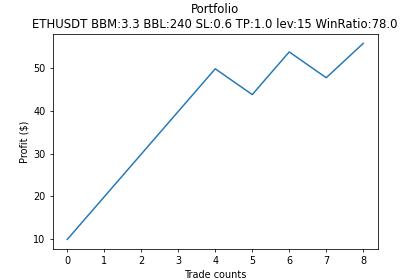 Portfolio
ETHUSDT BBM:3.3 BBL:240 SL:0.6 TP:1.0 lev:15 WinRatio:78.0
50
40
30
20
10
Profit ($)
0 1 2 3 4 5 6 7 8
Trade counts